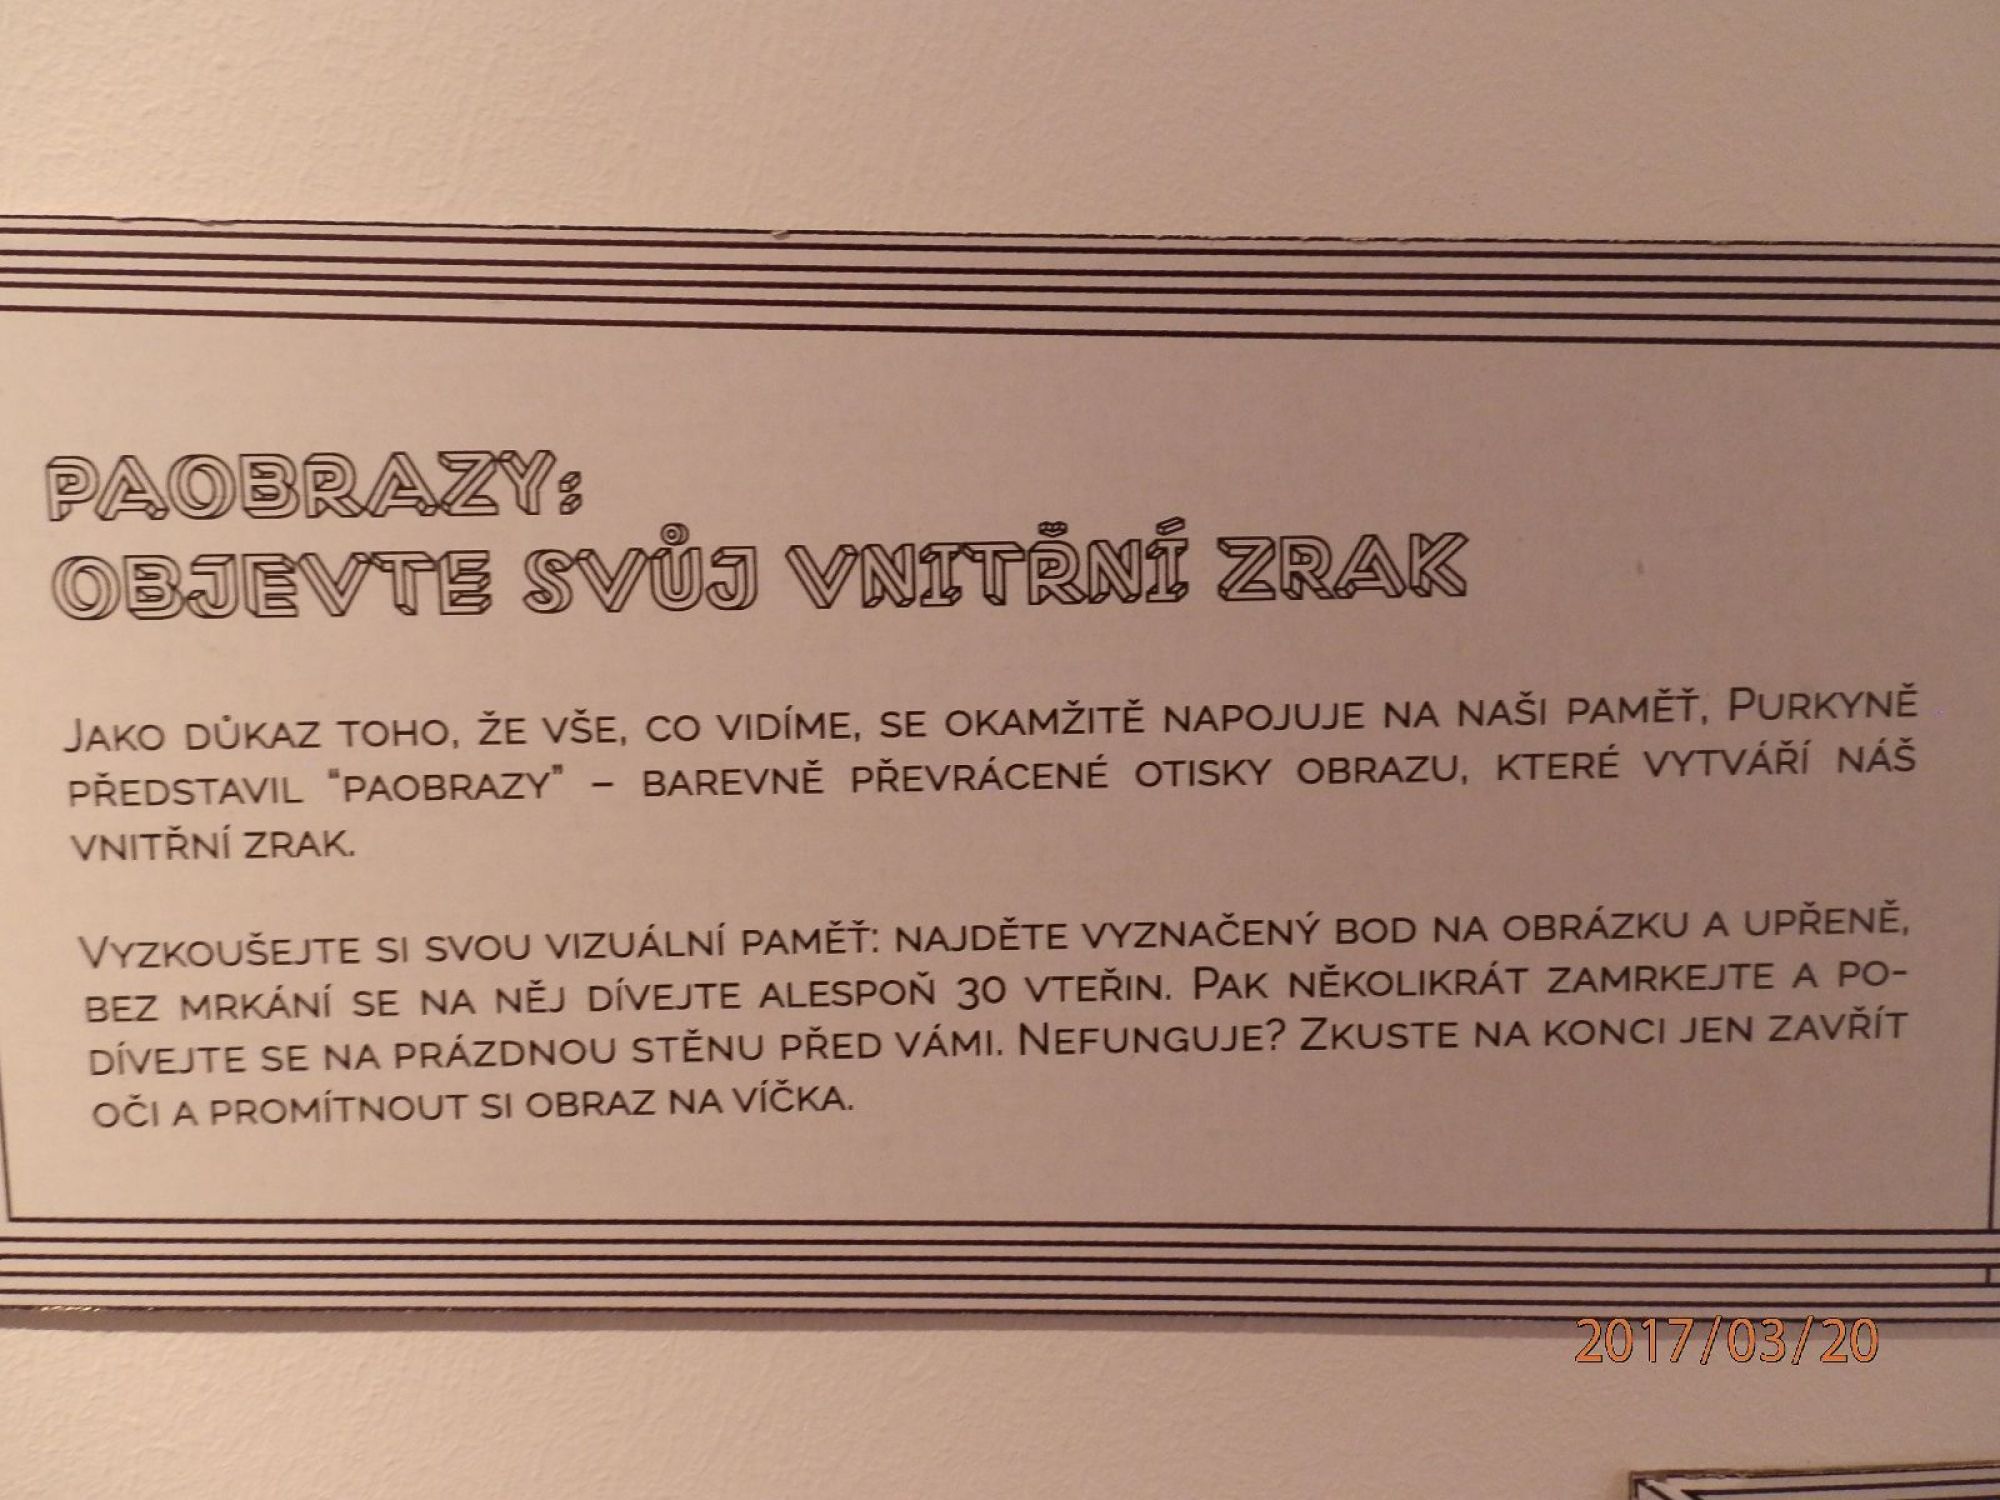 PAOBRAZY:
OBJEVTE SVŮJ VNITŘNÍ ZRAK
JAKO DŮKAZ TOHO, ŽE VŠE, CO VIDÍME, SE OKAMŽITĚ NAPOJUJE NA NAŠI PAMĚŤ, PURKYNĚ
PŘEDSTAVIL "PAOBRAZY" – BAREVNĚ PŘEVRÁCENÉ OTISKY OBRAZU, KTERÉ VYTVÁŘÍ NÁŠ
VNITŘNÍ ZRAK.
VYZKOUŠEJTE SI SVOU VIZUÁLNÍ PAMĚŤ: NAJDĚTE VYZNAČENÝ BOD NA OBRÁZKU A UPŘENĚ,
BEZ MRKÁNÍ SE NA NĚJ DÍVEJTE ALESPOŇ 30 VTEŘIN. PAK NĚKOLIKRÁT ZAMRKEJTE A PO-
DÍVEJTE SE NA PRÁZDNOU STĚNU PŘED VÁMI. NEFUNGUJE? ZKUSTE NA KONCI JEN ZAVŘÍT
OČI A PROMÍTNOUT SI OBRAZ NA VÍČKA.
2017/03/20